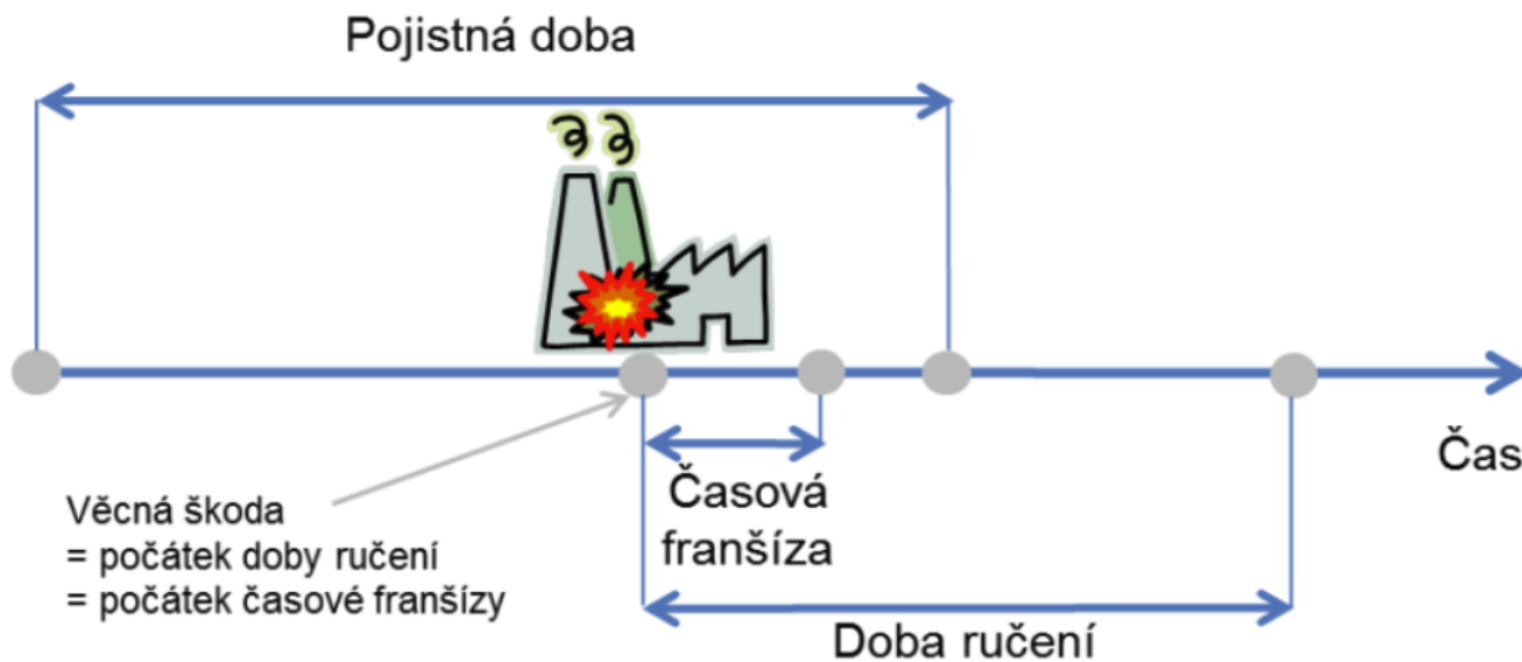 Pojistná doba
Čas
Věcná škoda
= počátek doby ručení
= počátek časové franšízy
Časová
franšíza
Doba ručení